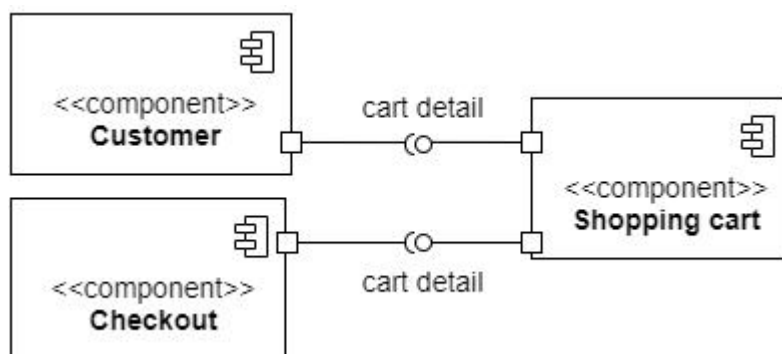 <<component>>
Customer
cart detail
<<component>>
Shopping cart
cart detail
<<component>>
Checkout